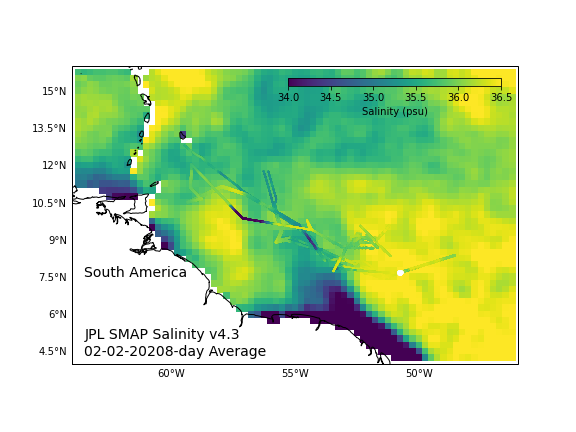 15°N
13.5°N
12°N
10.5°N
9°N
7.5°N
6°N
4.5°N
34.0 34.5 35.0 35.5 36.0 36.5
Salinity (psu)
South America
JPL SMAP Salinity v4.3
02-02-20208-day Average
60°W 55°W 50°W